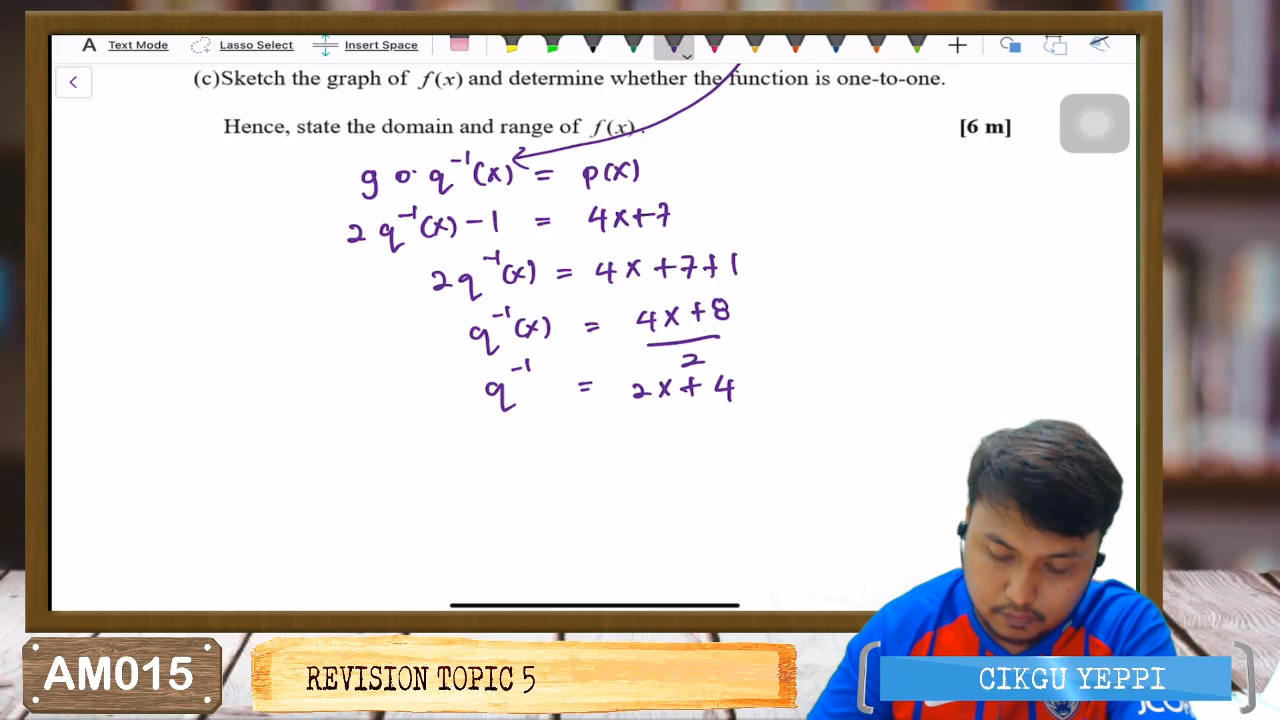 A Text Mode Lasso Select Insert Space
(c)Sketch the graph of f(x) and determine whether the function is one-to-one.
Hence, state the domain and range of f(x). [6 m]
g o q⁻¹(x) = p(x)
2 q⁻¹(x) - 1 = 4x+7
2q⁻¹(x) = 4x +7+1
q⁻¹(x) = 4x +8 / 2
q⁻¹ = 2x + 4
AM015
REVISION TOPIC 5
CIKGU YEPPI
JCOR